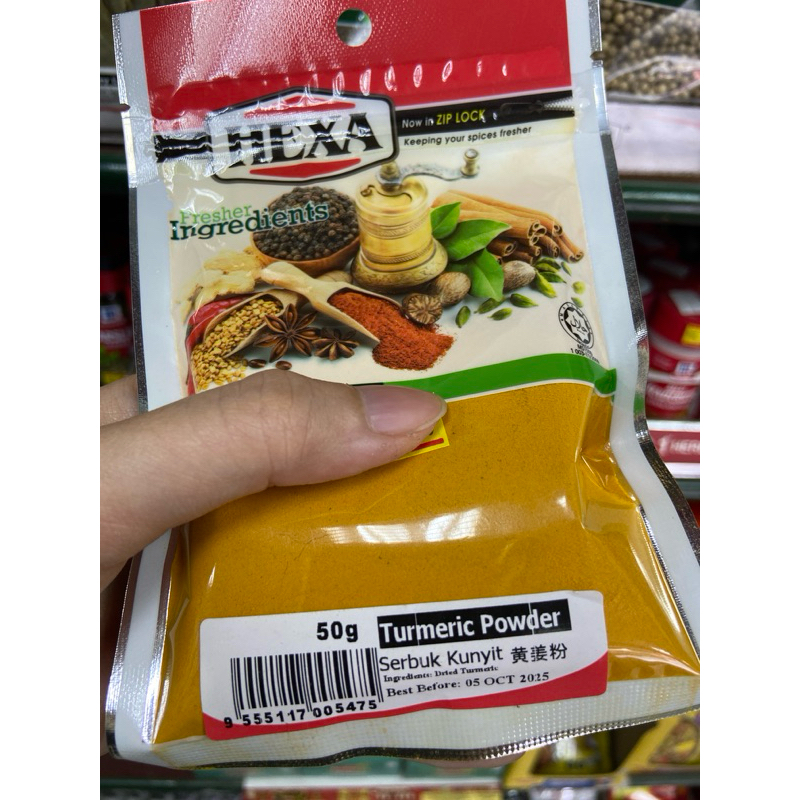 HEXA
Now in ZIP LOCK
Keeping your spices fresher
Fresher
Ingredients
50g Turmeric Powder
Serbuk Kunyit 黄姜粉
Ingredients: Dried Turmeric
Best Before: 05 OCT 2025
9 555117 005475